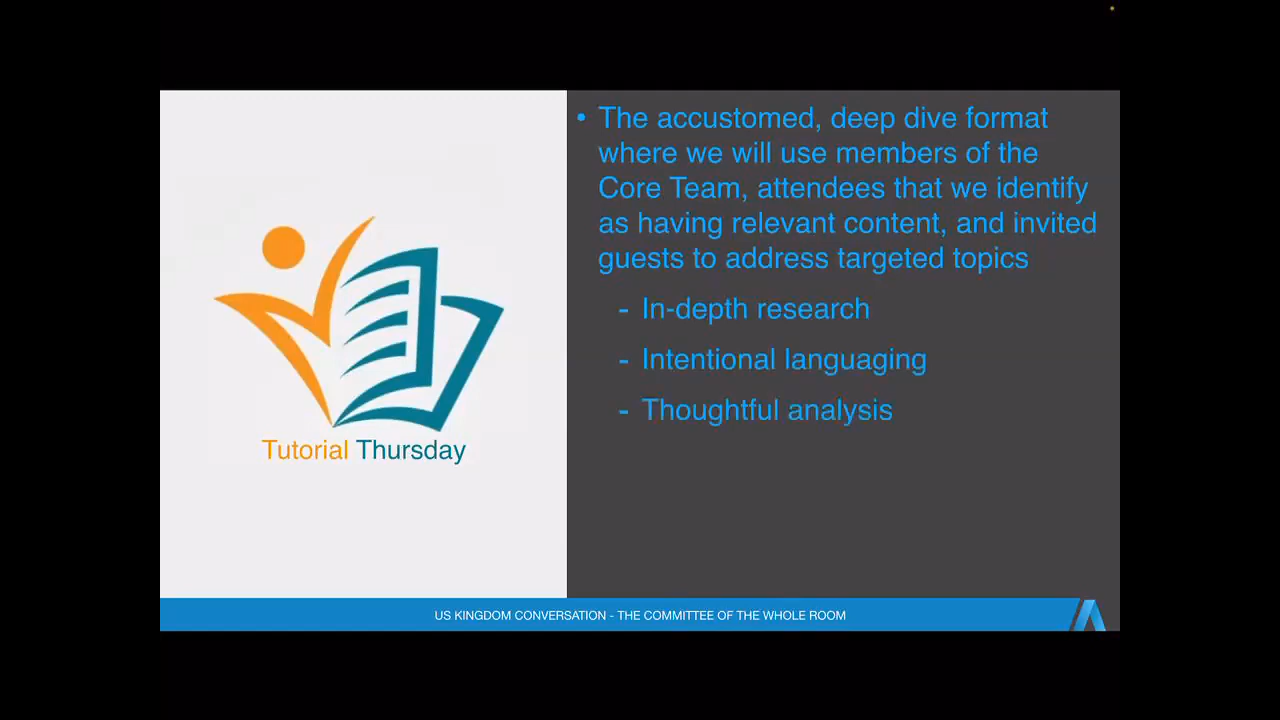 • The accustomed, deep dive format
where we will use members of the
Core Team, attendees that we identify
as having relevant content, and invited
guests to address targeted topics
- In-depth research
- Intentional languaging
- Thoughtful analysis
Tutorial Thursday
US KINGDOM CONVERSATION - THE COMMITTEE OF THE WHOLE ROOM